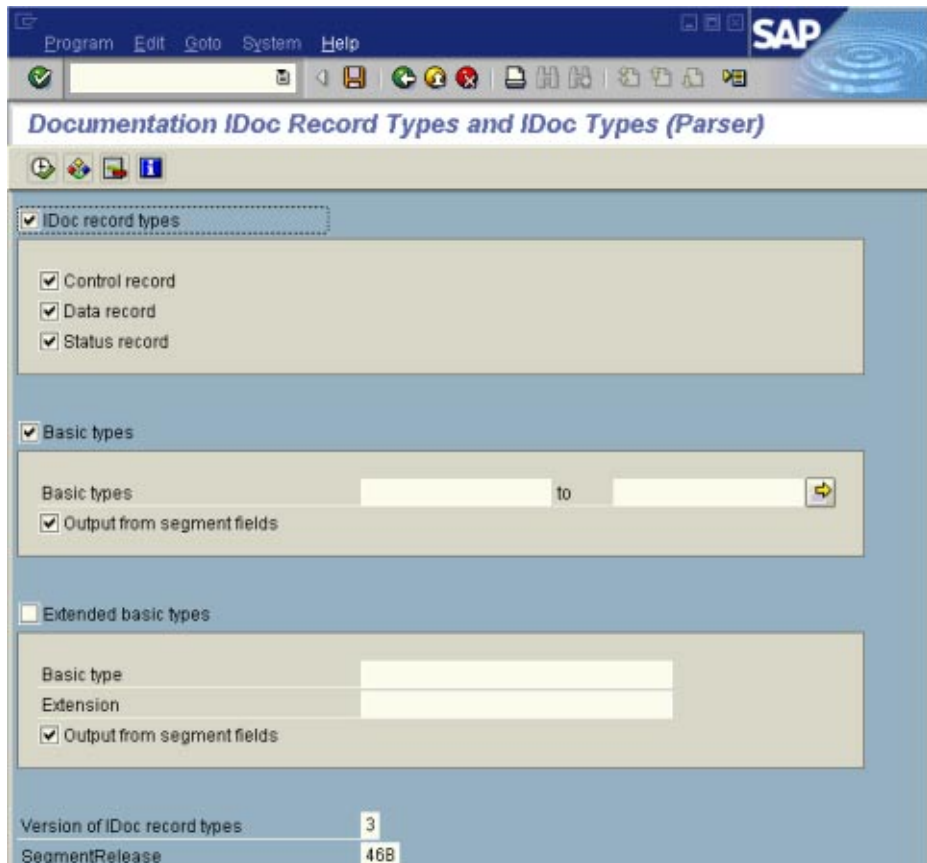 Program Edit Goto System Help
SAP
Documentation IDoc Record Types and IDoc Types (Parser)
IDoc record types
Control record
Data record
Status record
Basic types
Basic types to
Output from segment fields
Extended basic types
Basic type
Extension
Output from segment fields
Version of IDoc record types 3
SegmentRelease 46B